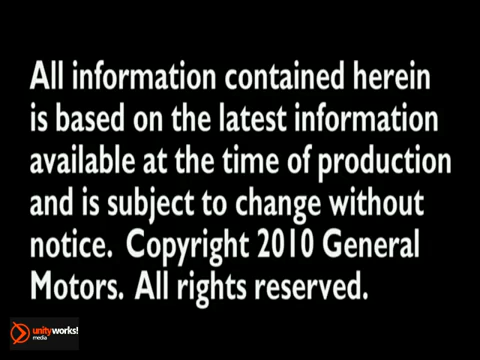 All information contained herein
is based on the latest information
available at the time of production
and is subject to change without
notice. Copyright 2010 General
Motors. All rights reserved.
unityworks!
media